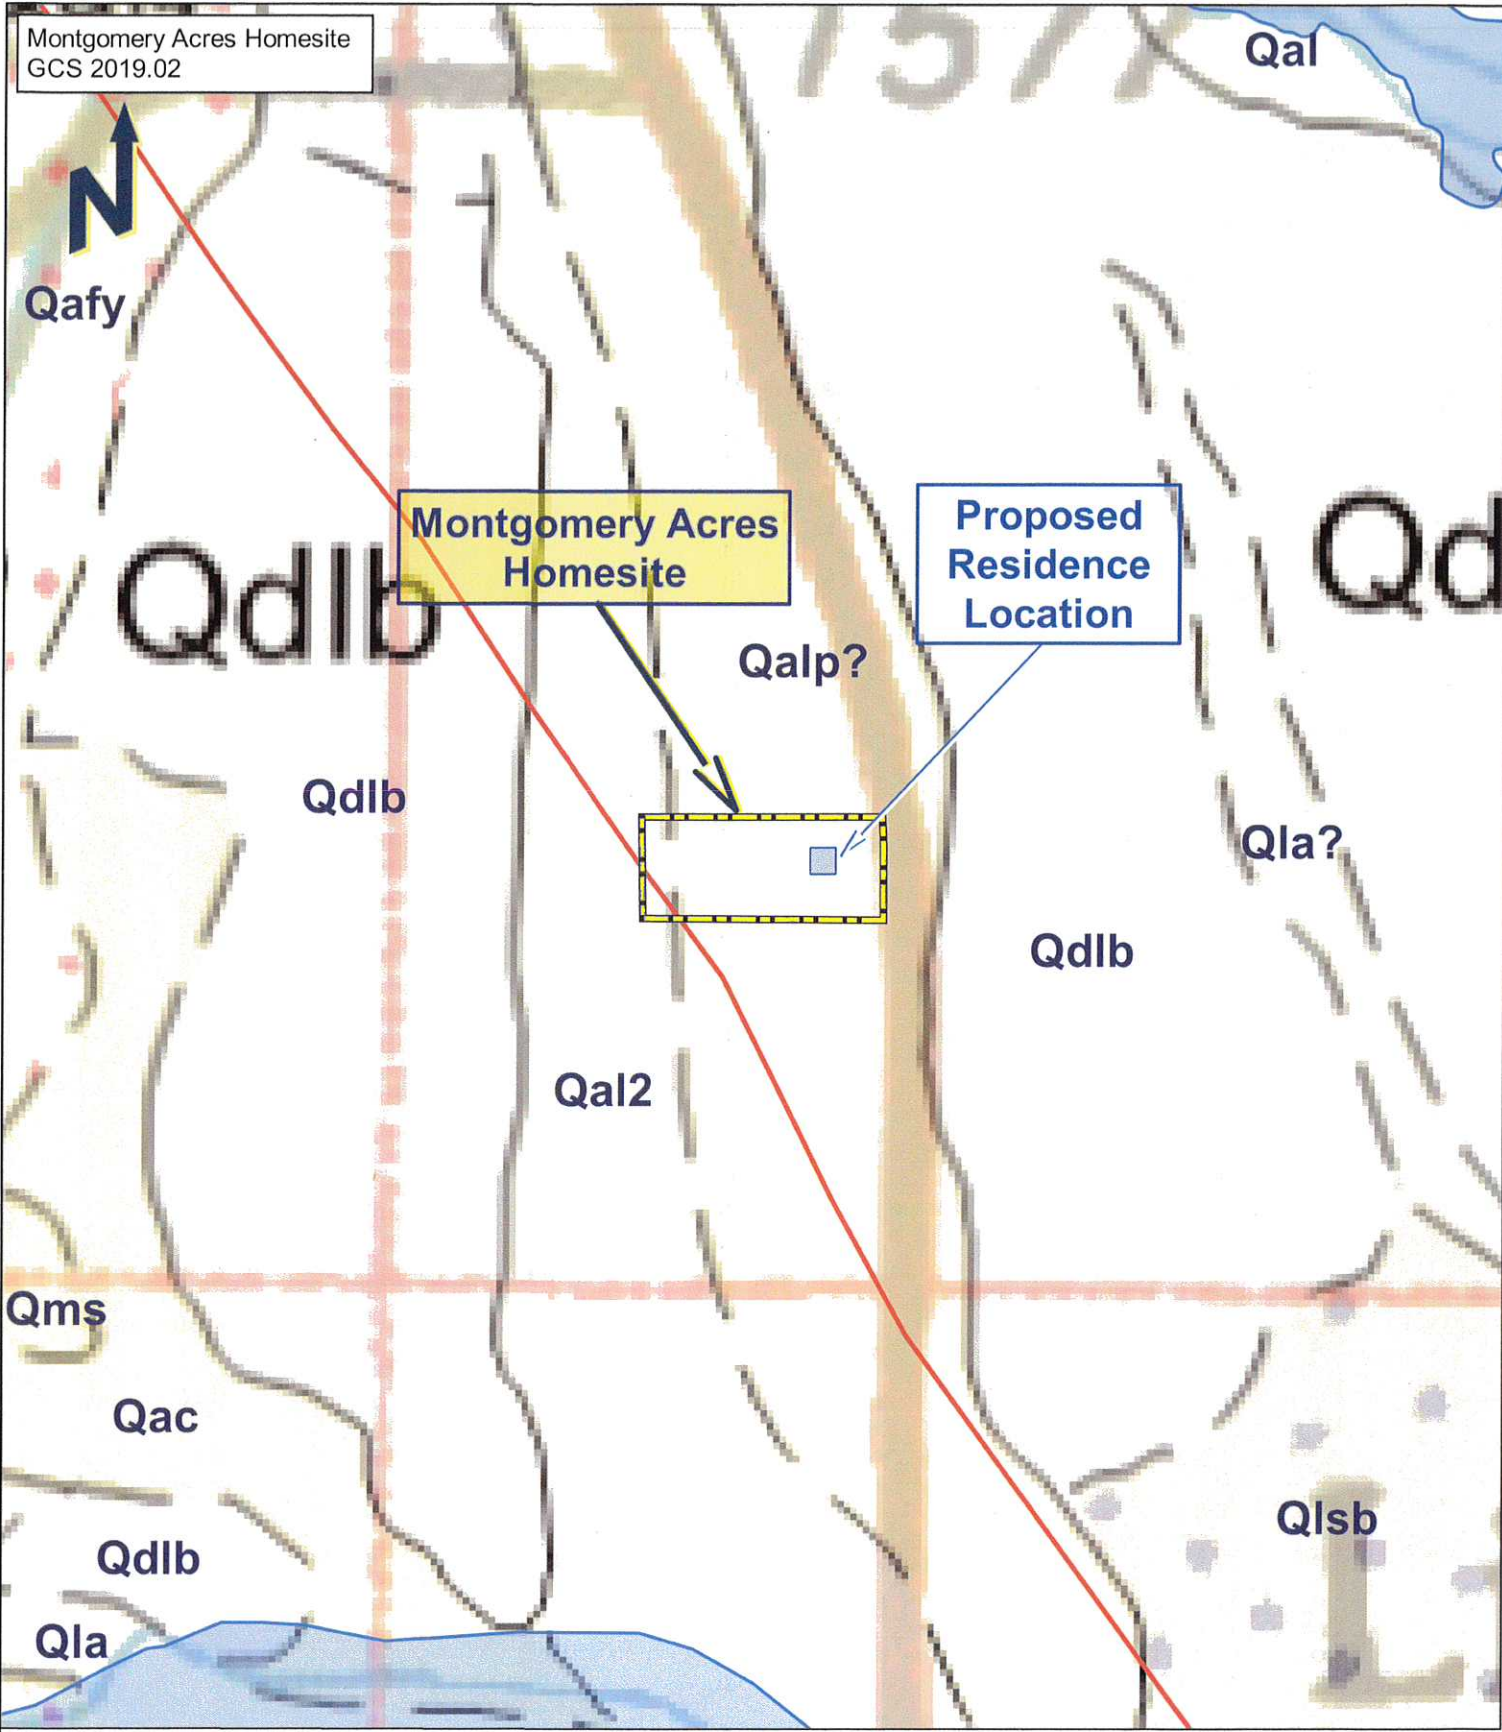 Montgomery Acres Homesite
GCS 2019.02
Qal
N
Qafy
Montgomery Acres
Homesite
Proposed
Residence
Location
Qdlb
Qd
Qalp?
Qdlb
Qla?
Qdlb
Qal2
Qms
Qac
Qlsb
Qdlb
Qla